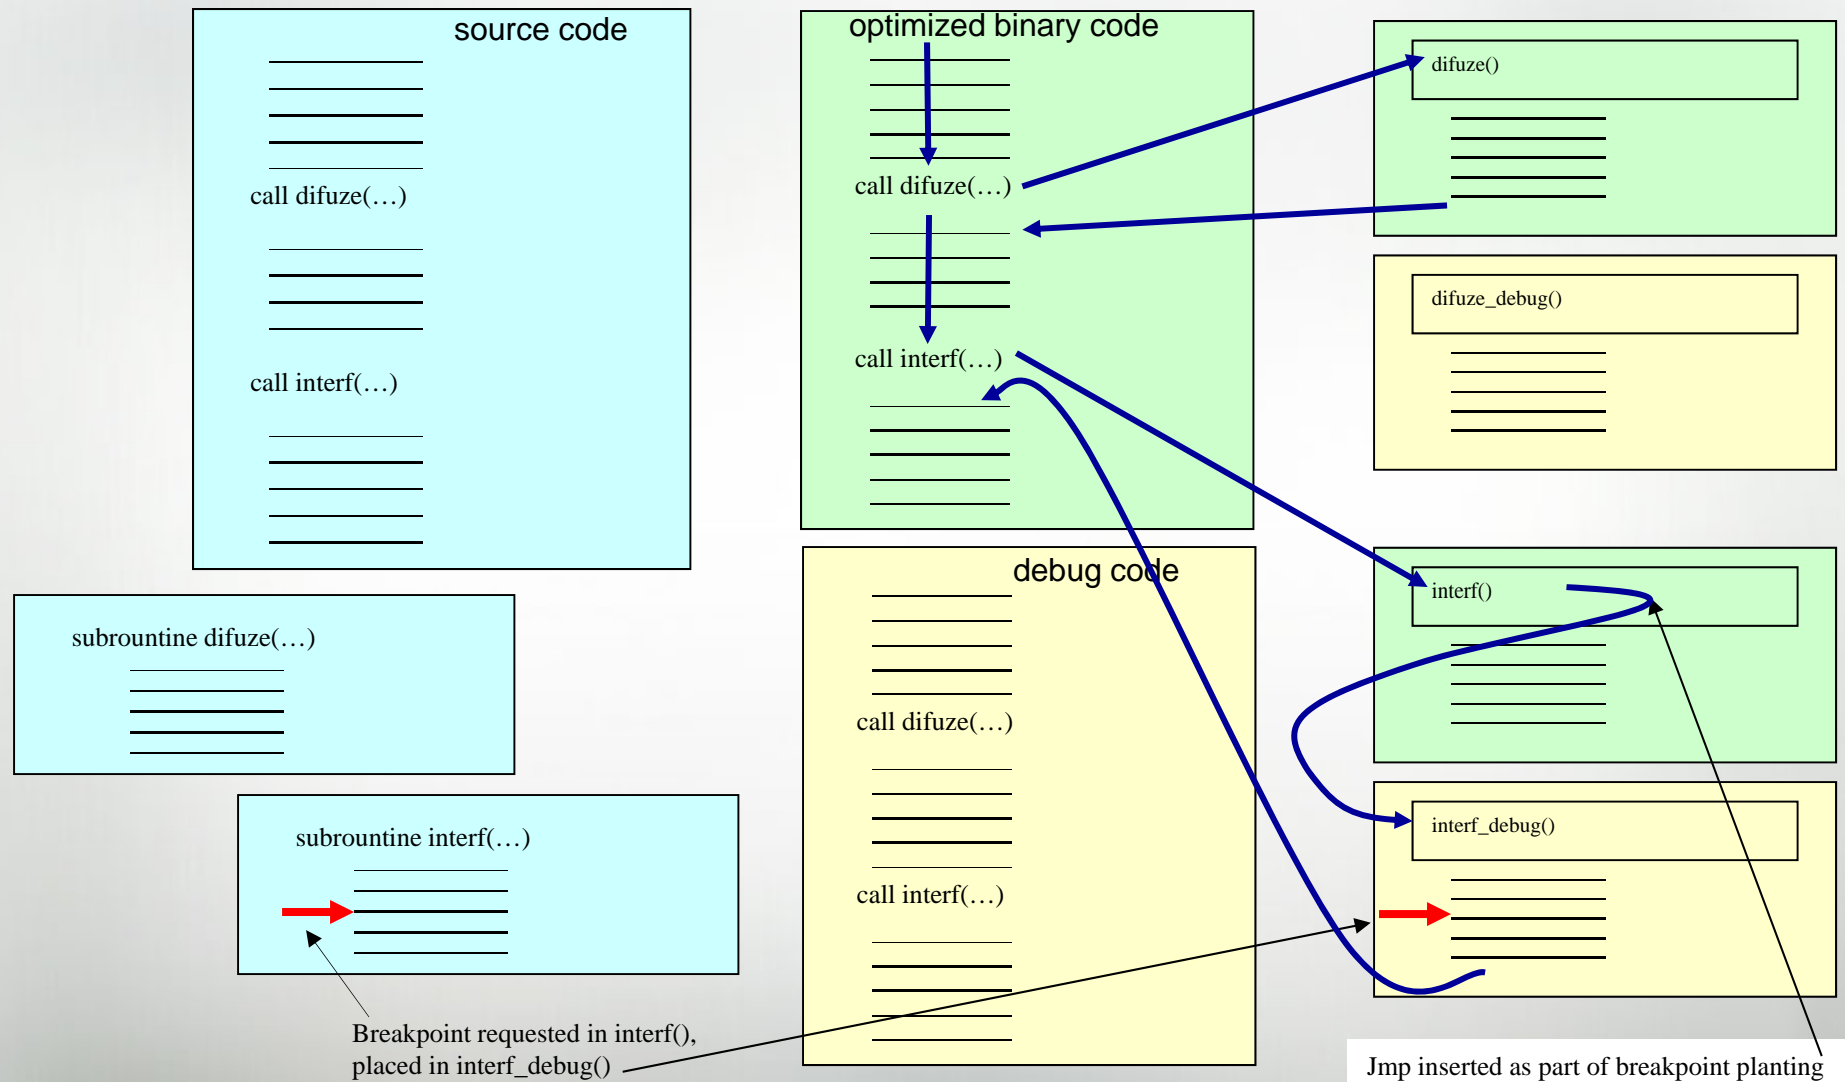 source code
call difuze(…)
call interf(…)
subrountine difuze(…)
subrountine interf(…)
Breakpoint requested in interf(),
placed in interf_debug()
optimized binary code
call difuze(…)
call interf(…)
debug code
call difuze(…)
call interf(…)
difuze()
difuze_debug()
interf()
interf_debug()
Jmp inserted as part of breakpoint planting